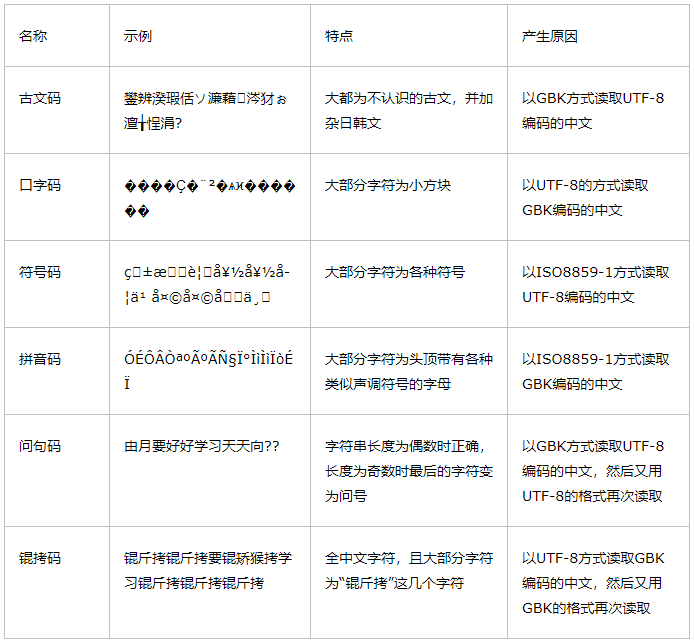 名称
示例
特点
产生原因
古文码
鐢辨湀瑕佸ソ濂藉�涔犲ぉ
澶╁悜涓?
大都为不认识的古文，并加
杂日韩文
以GBK方式读取UTF-8
编码的中文
口字码
����Ç�¨²�ѧϰ������
��
大部分字符为小方块
以UTF-8的方式读取
GBK编码的中文
符号码
大部分字符为各种符号
以ISO8859-1方式读取
UTF-8编码的中文
拼音码
ÓÉÔÂÒªºÃºÃÑ§Ï°ÌìÌìÏòÉ
Ï
大部分字符为头顶带有各种
类似声调符号的字母
以ISO8859-1方式读取
GBK编码的中文
问句码
由月要好好学习天天向??
字符串长度为偶数时正确，
长度为奇数时最后的字符变
为问号
以GBK方式读取UTF-8
编码的中文，然后又用
UTF-8的格式再次读取
锟拷码
锟斤拷锟斤拷要锟矫猴拷学
习锟斤拷锟斤拷锟斤拷
全中文字符，且大部分字符
为“锟斤拷”这几个字符
以UTF-8方式读取GBK
编码的中文，然后又用
GBK的格式再次读取